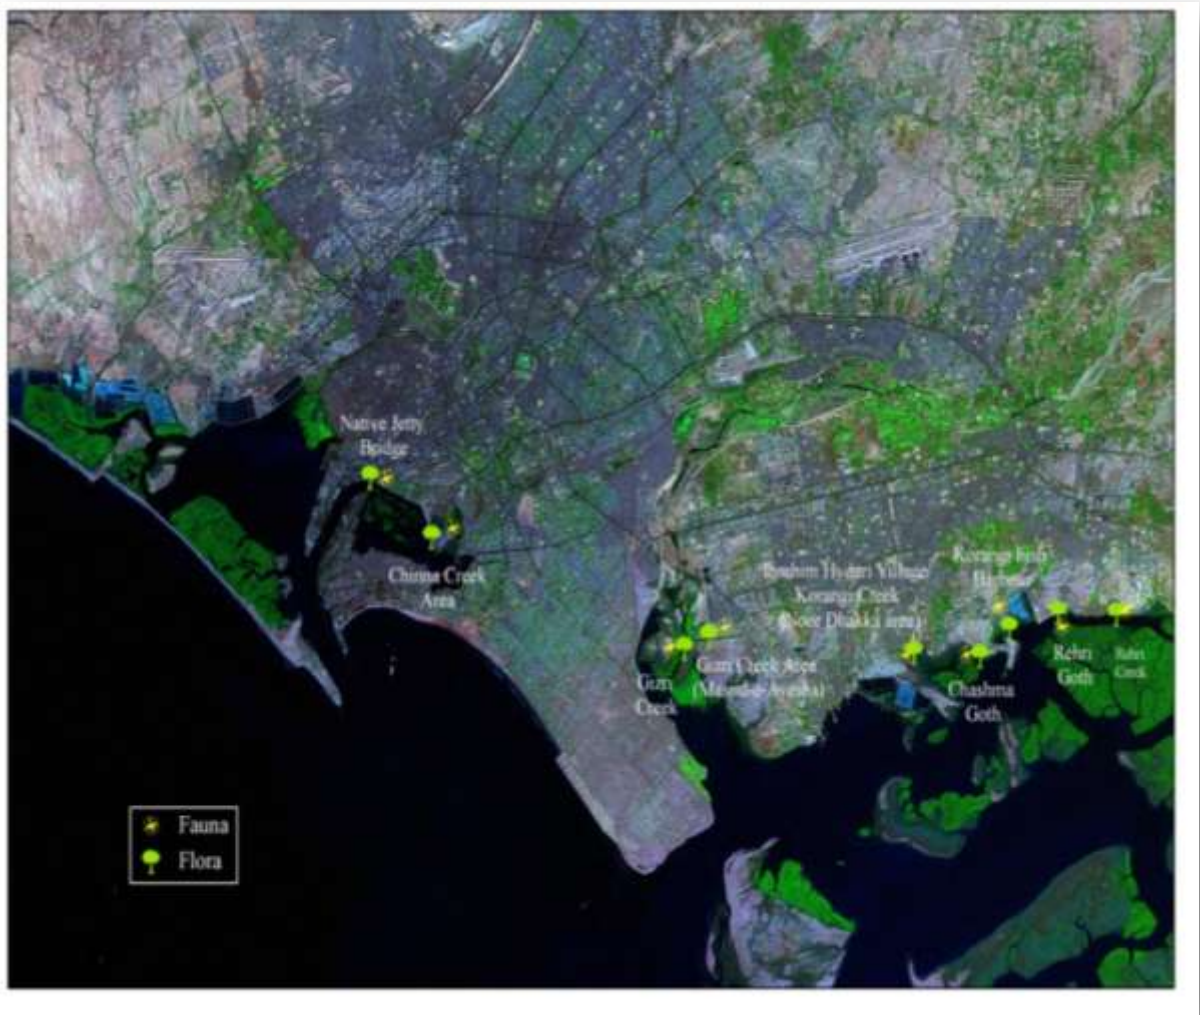 Native Jetty
Bridge
Chinna Creek
Area
Ibrahim Hyderi Village
Korangi Creek
Korangi Fish
Gizri Creek Area
Gizri
Creek
Chashma
Goth
Rehri
Goth
Rehri
Creek
Fauna
Flora